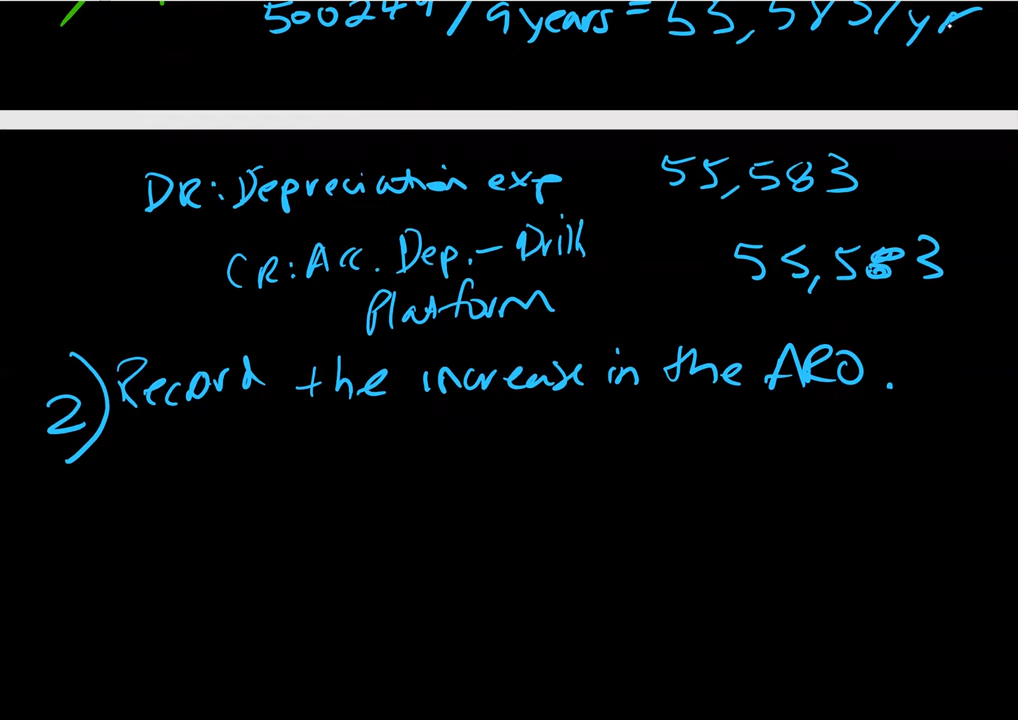 500249 / 9 years = 55,583/yr
DR: Depreciation exp 55,583
CR: Acc. Dep. - Drill 55,583
Platform
2) Record the increase in the ARO.